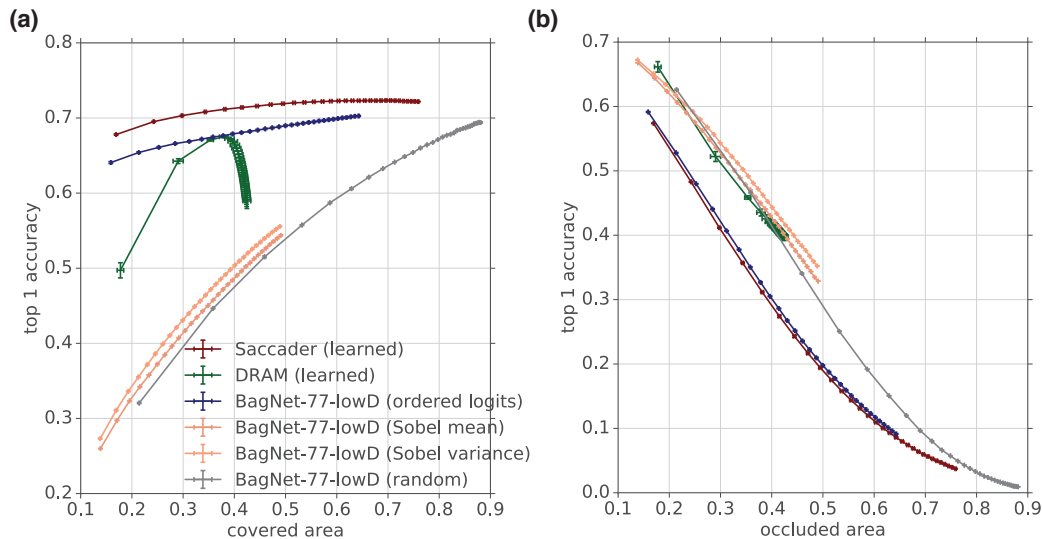 (a)
0.8
0.7
0.6
0.5
0.4
0.3
0.2
top 1 accuracy
0.1 0.2 0.3 0.4 0.5 0.6 0.7 0.8 0.9
covered area
Saccader (learned)
DRAM (learned)
BagNet-77-lowD (ordered logits)
BagNet-77-lowD (Sobel mean)
BagNet-77-lowD (Sobel variance)
BagNet-77-lowD (random)
(b)
0.7
0.6
0.5
0.4
0.3
0.2
0.1
0.0
top 1 accuracy
0.1 0.2 0.3 0.4 0.5 0.6 0.7 0.8 0.9
occluded area